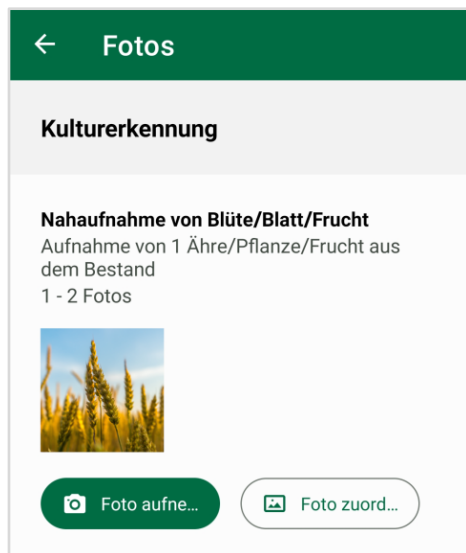 Fotos
Kulturerkennung
Nahaufnahme von Blüte/Blatt/Frucht
Aufnahme von 1 Ähre/Pflanze/Frucht aus
dem Bestand
1 - 2 Fotos
Foto aufne... Foto zuord...